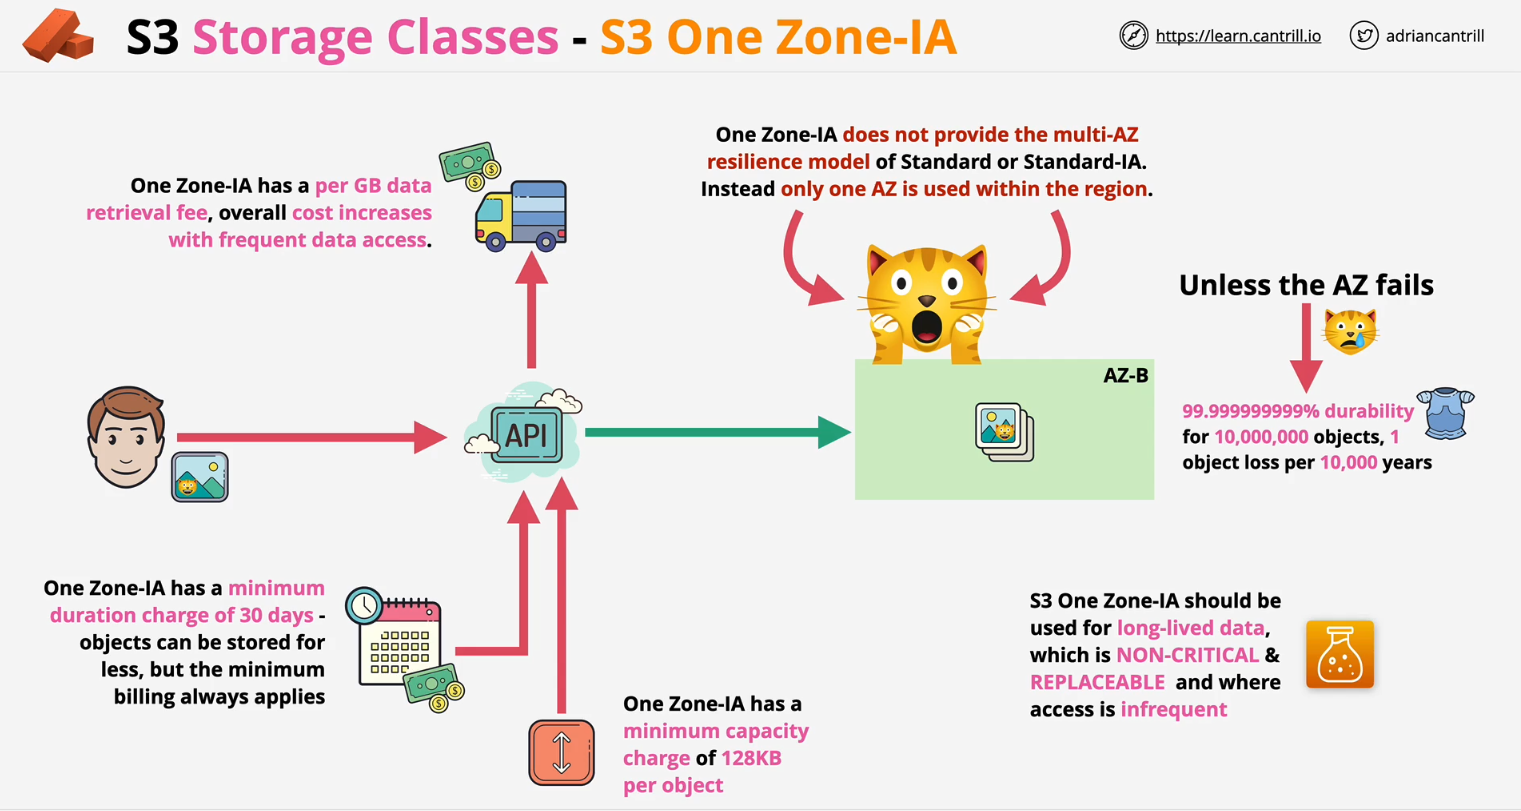 S3 Storage Classes - S3 One Zone-IA
https://learn.cantrill.io
adriancantrill
One Zone-IA has a per GB data
retrieval fee, overall cost increases
with frequent data access.
One Zone-IA does not provide the multi-AZ
resilience model of Standard or Standard-IA.
Instead only one AZ is used within the region.
Unless the AZ fails
AZ-B
99.999999999% durability
for 10,000,000 objects, 1
object loss per 10,000 years
API
One Zone-IA has a minimum
duration charge of 30 days -
objects can be stored for
less, but the minimum
billing always applies
One Zone-IA has a
minimum capacity
charge of 128KB
per object
S3 One Zone-IA should be
used for long-lived data,
which is NON-CRITICAL &
REPLACEABLE and where
access is infrequent